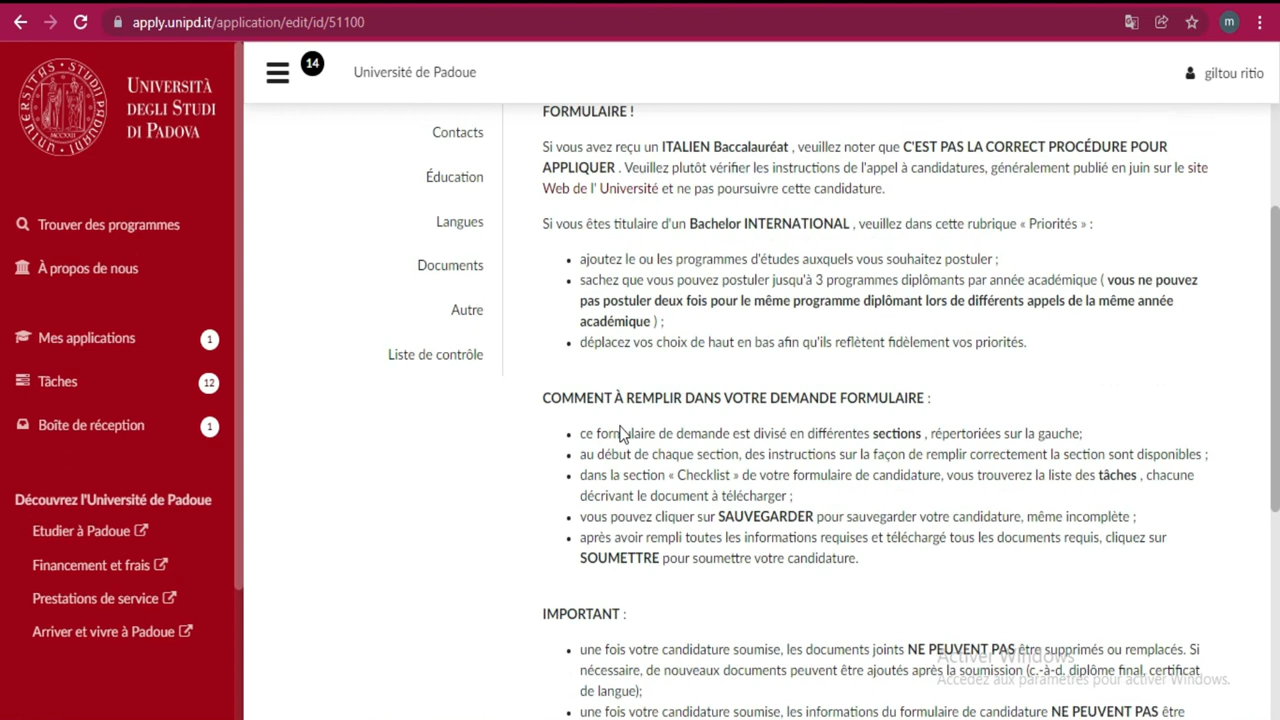 apply.unipd.it/application/edit/id/51100
m
UNIVERSITÀ
DEGLI STUDI
DI PADOVA
14
Université de Padoue
giltou ritio
Trouver des programmes
À propos de nous
Mes applications 1
Tâches 12
Boîte de réception 1
Découvrez l'Université de Padoue
Etudier à Padoue
Financement et frais
Prestations de service
Arriver et vivre à Padoue
Contacts
Éducation
Langues
Documents
Autre
Liste de contrôle
FORMULAIRE !
Si vous avez reçu un ITALIEN Baccalauréat , veuillez noter que C'EST PAS LA CORRECT PROCÉDURE POUR
APPLIQUER . Veuillez plutôt vérifier les instructions de l'appel à candidatures, généralement publié en juin sur le site
Web de l' Université et ne pas poursuivre cette candidature.
Si vous êtes titulaire d'un Bachelor INTERNATIONAL , veuillez dans cette rubrique « Priorités » :
• ajoutez le ou les programmes d'études auxquels vous souhaitez postuler ;
• sachez que vous pouvez postuler jusqu'à 3 programmes diplômants par année académique ( vous ne pouvez
pas postuler deux fois pour le même programme diplômant lors de différents appels de la même année
académique ) ;
• déplacez vos choix de haut en bas afin qu'ils reflètent fidèlement vos priorités.
COMMENT À REMPLIR DANS VOTRE DEMANDE FORMULAIRE :
• ce formulaire de demande est divisé en différentes sections , répertoriées sur la gauche;
• au début de chaque section, des instructions sur la façon de remplir correctement la section sont disponibles ;
• dans la section « Checklist » de votre formulaire de candidature, vous trouverez la liste des tâches , chacune
décrivant le document à télécharger ;
• vous pouvez cliquer sur SAUVEGARDER pour sauvegarder votre candidature, même incomplète ;
• après avoir rempli toutes les informations requises et téléchargé tous les documents requis, cliquez sur
SOUMETTRE pour soumettre votre candidature.
IMPORTANT :
• une fois votre candidature soumise, les documents joints NE PEUVENT PAS être supprimés ou remplacés. Si
nécessaire, de nouveaux documents peuvent être ajoutés après la soumission (c.-à-d. diplôme final, certificat
de langue);
• une fois votre candidature soumise, les informations du formulaire de candidature NE PEUVENT PAS être
Activer Windows
Accédez aux paramètres pour activer Windows.